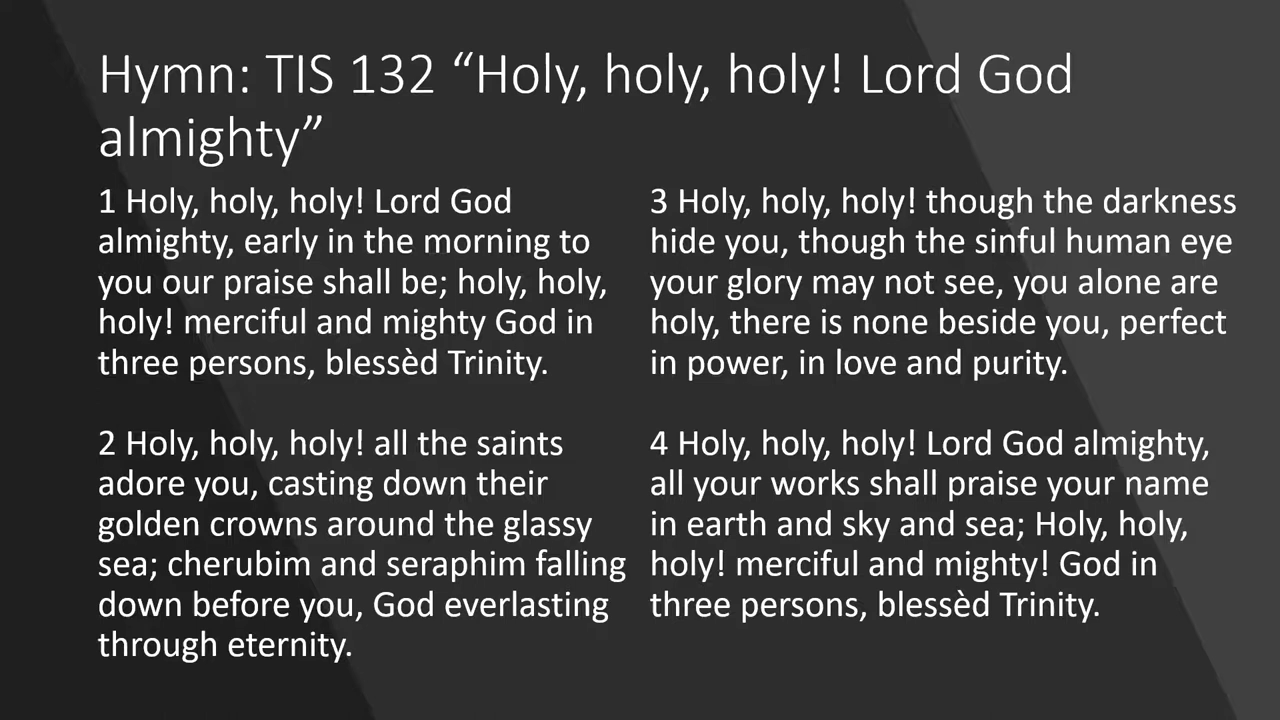 Hymn: TIS 132 “Holy, holy, holy! Lord God
almighty”
1 Holy, holy, holy! Lord God
almighty, early in the morning to
you our praise shall be; holy, holy,
holy! merciful and mighty God in
three persons, blessèd Trinity.
2 Holy, holy, holy! all the saints
adore you, casting down their
golden crowns around the glassy
sea; cherubim and seraphim falling
down before you, God everlasting
through eternity.
3 Holy, holy, holy! though the darkness
hide you, though the sinful human eye
your glory may not see, you alone are
holy, there is none beside you, perfect
in power, in love and purity.
4 Holy, holy, holy! Lord God almighty,
all your works shall praise your name
in earth and sky and sea; Holy, holy,
holy! merciful and mighty! God in
three persons, blessèd Trinity.